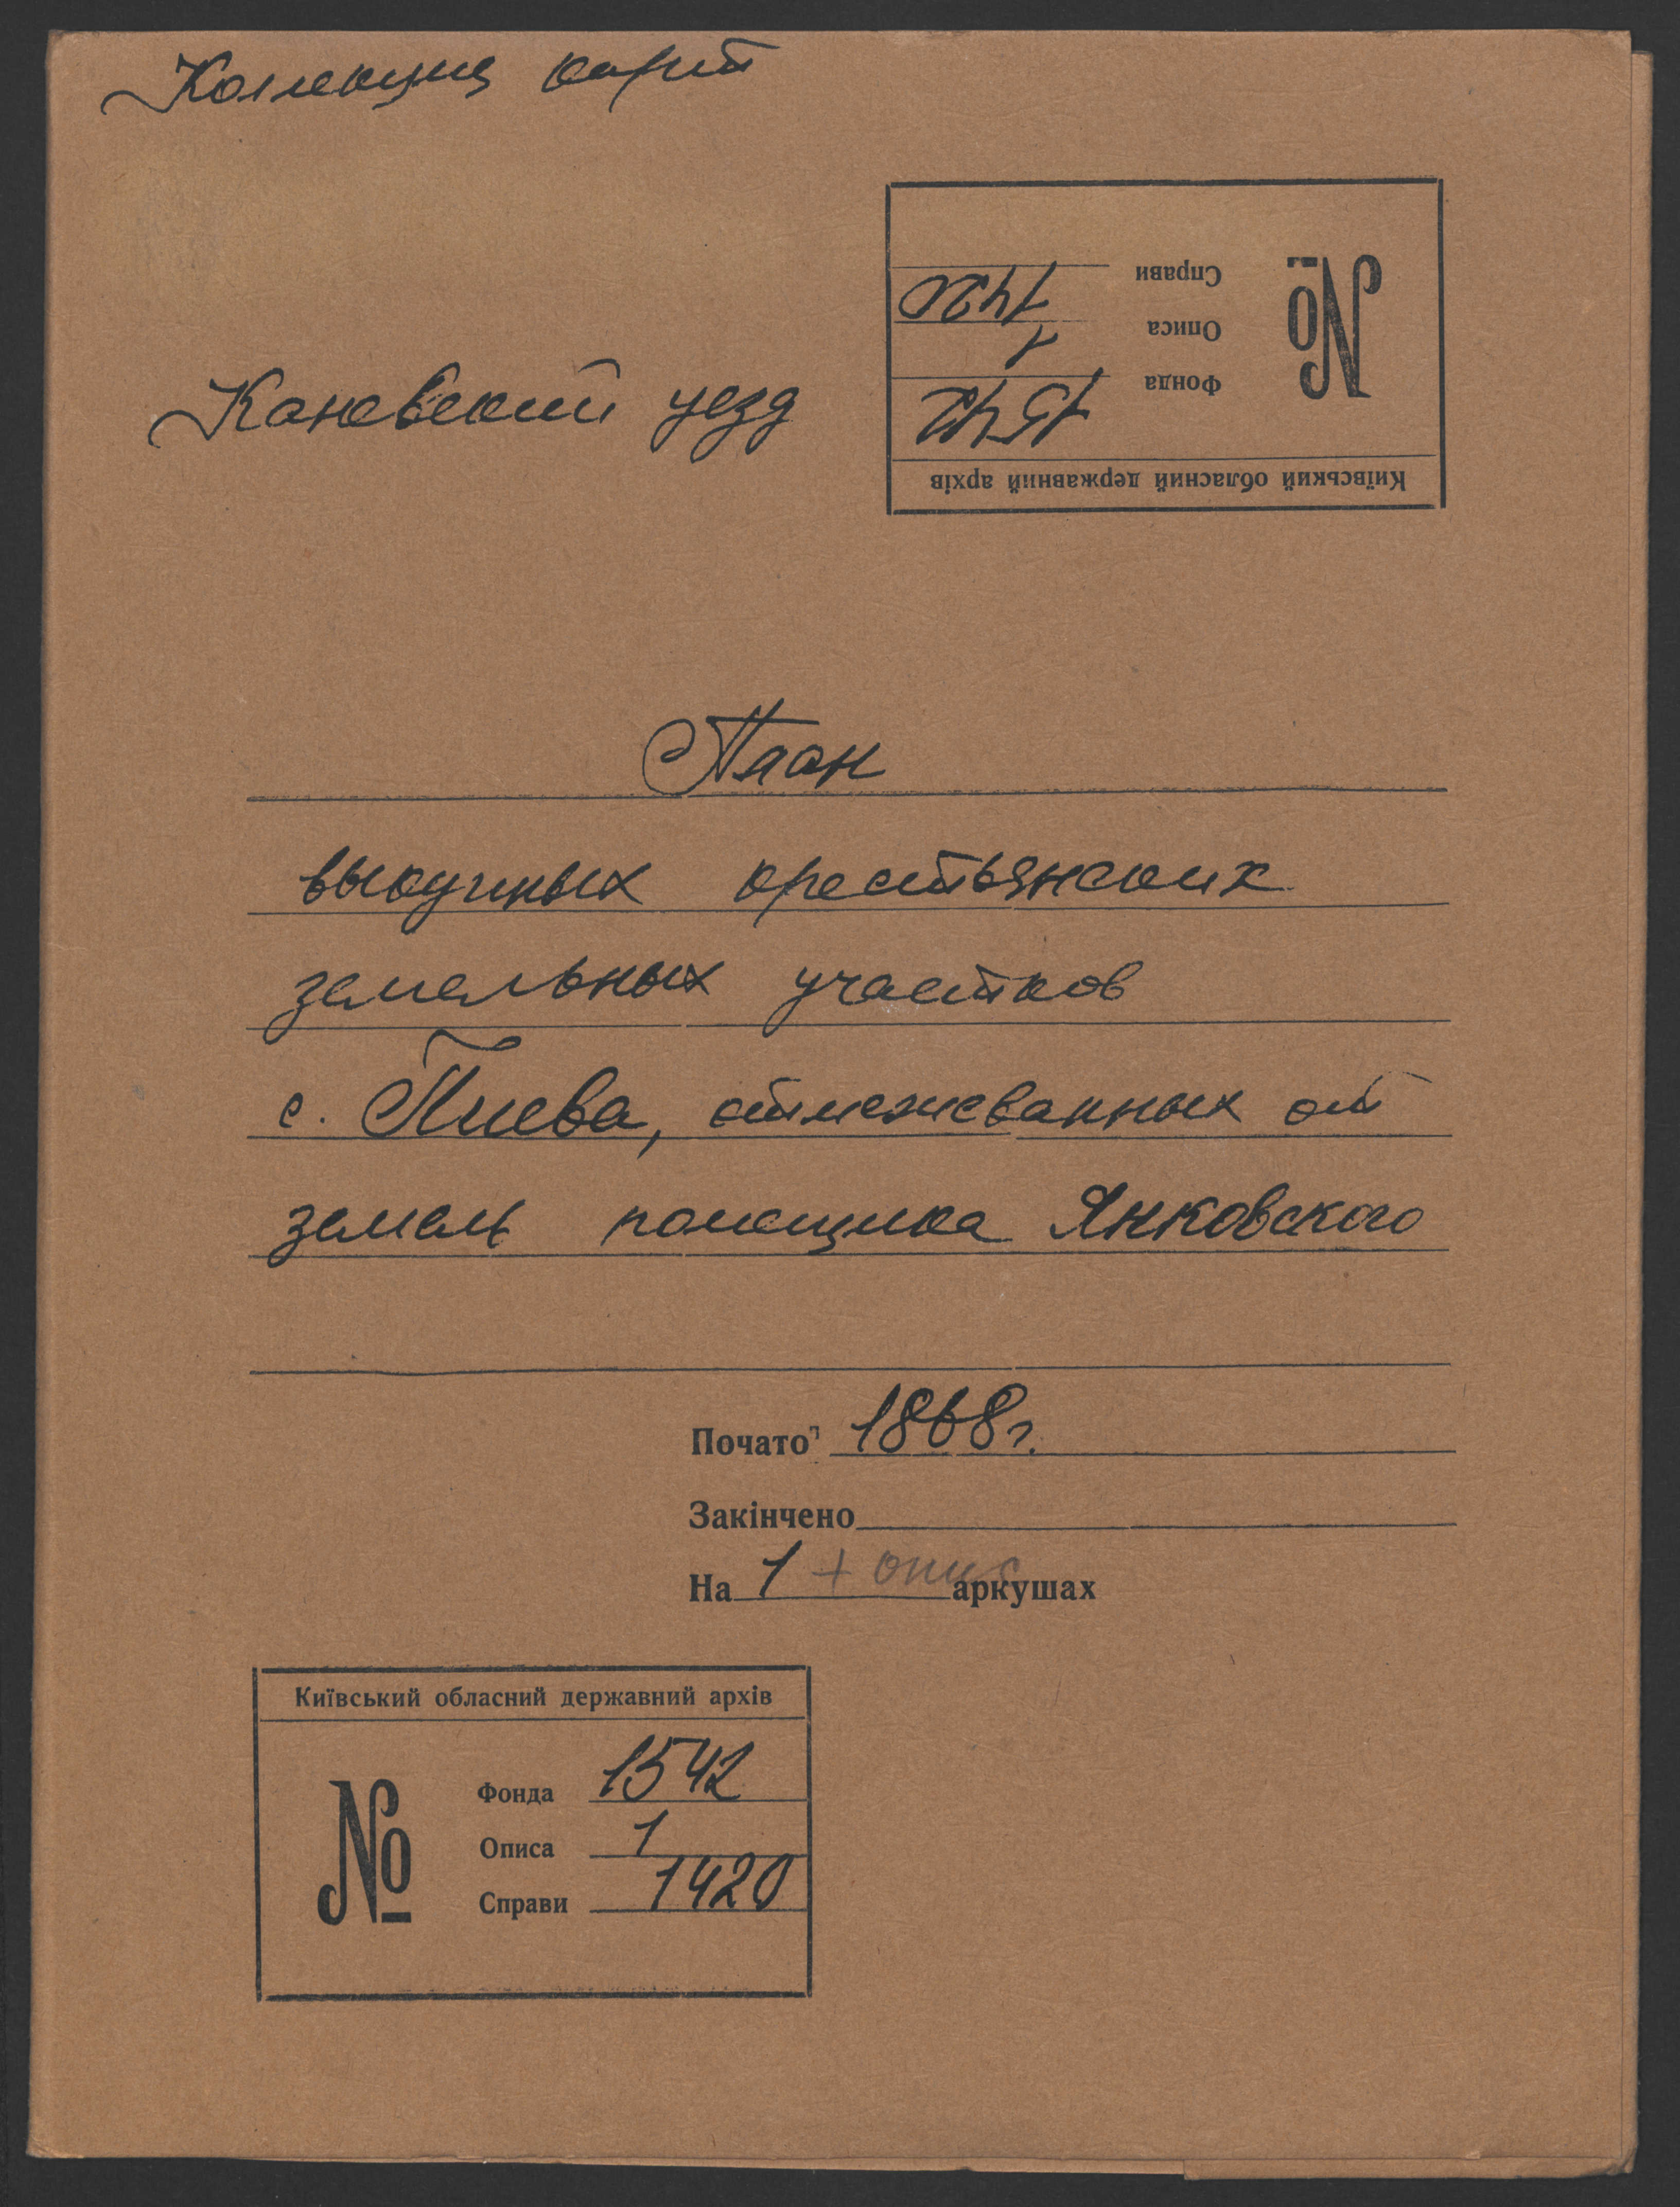 Коллекция карт
Справи 1420
Описа 1
Фонда 1542
№
Київський обласний державний архів
Каневский уезд
План
выкупных крестьянских
земельных участков
с. Пиева, отмежеванных от
земель помещика Янковского
Почато 1868г.
Закінчено
На 1 + опис аркушах
Київський обласний державний архів
№
Фонда 1542
Описа 1
Справи 1420